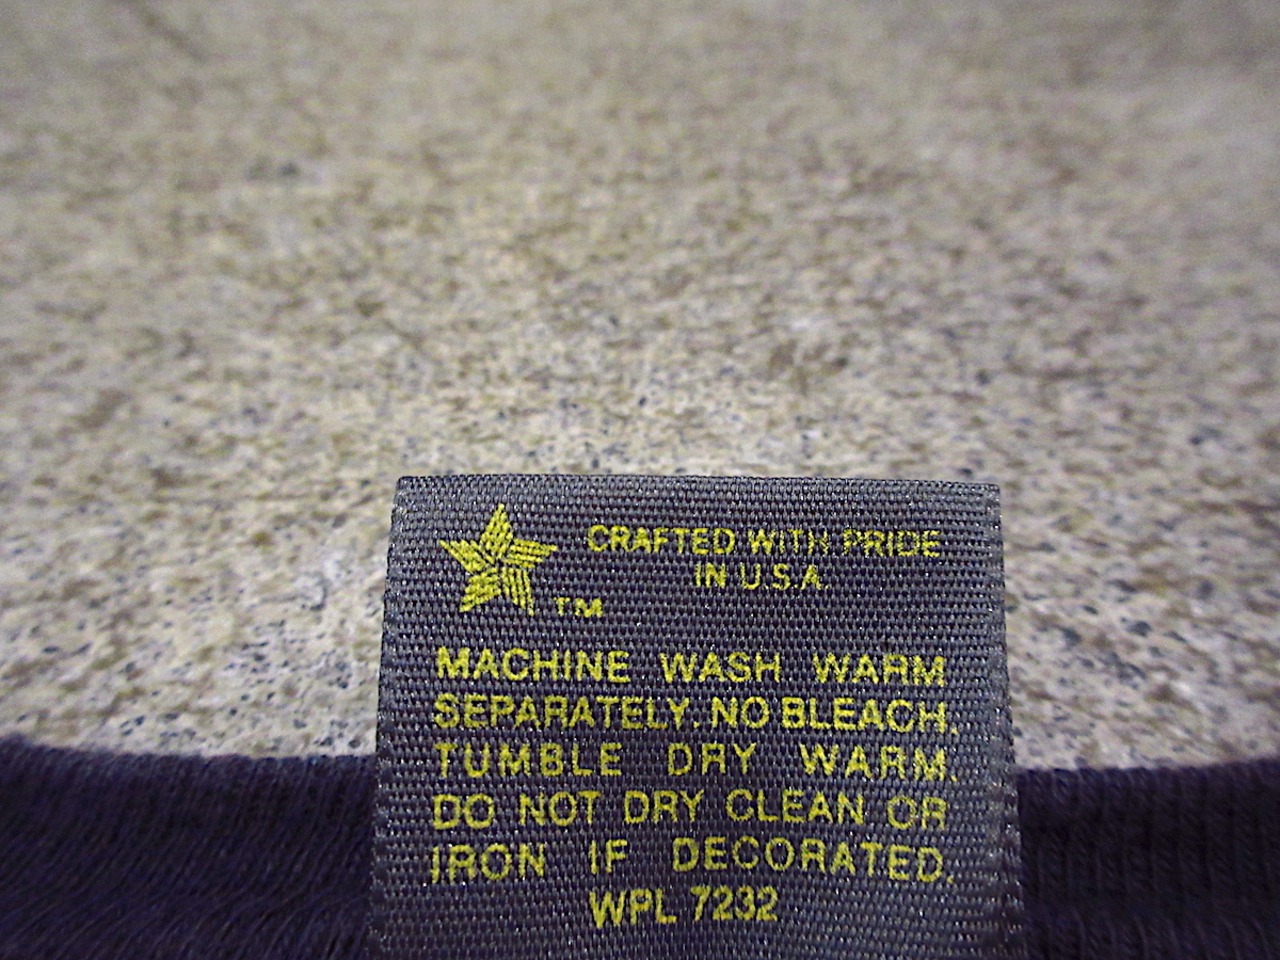 CRAFTED WITH PRIDE
IN U.S.A.
TM
MACHINE WASH WARM
SEPARATELY. NO BLEACH.
TUMBLE DRY WARM.
DO NOT DRY CLEAN OR
IRON IF DECORATED.
WPL 7232